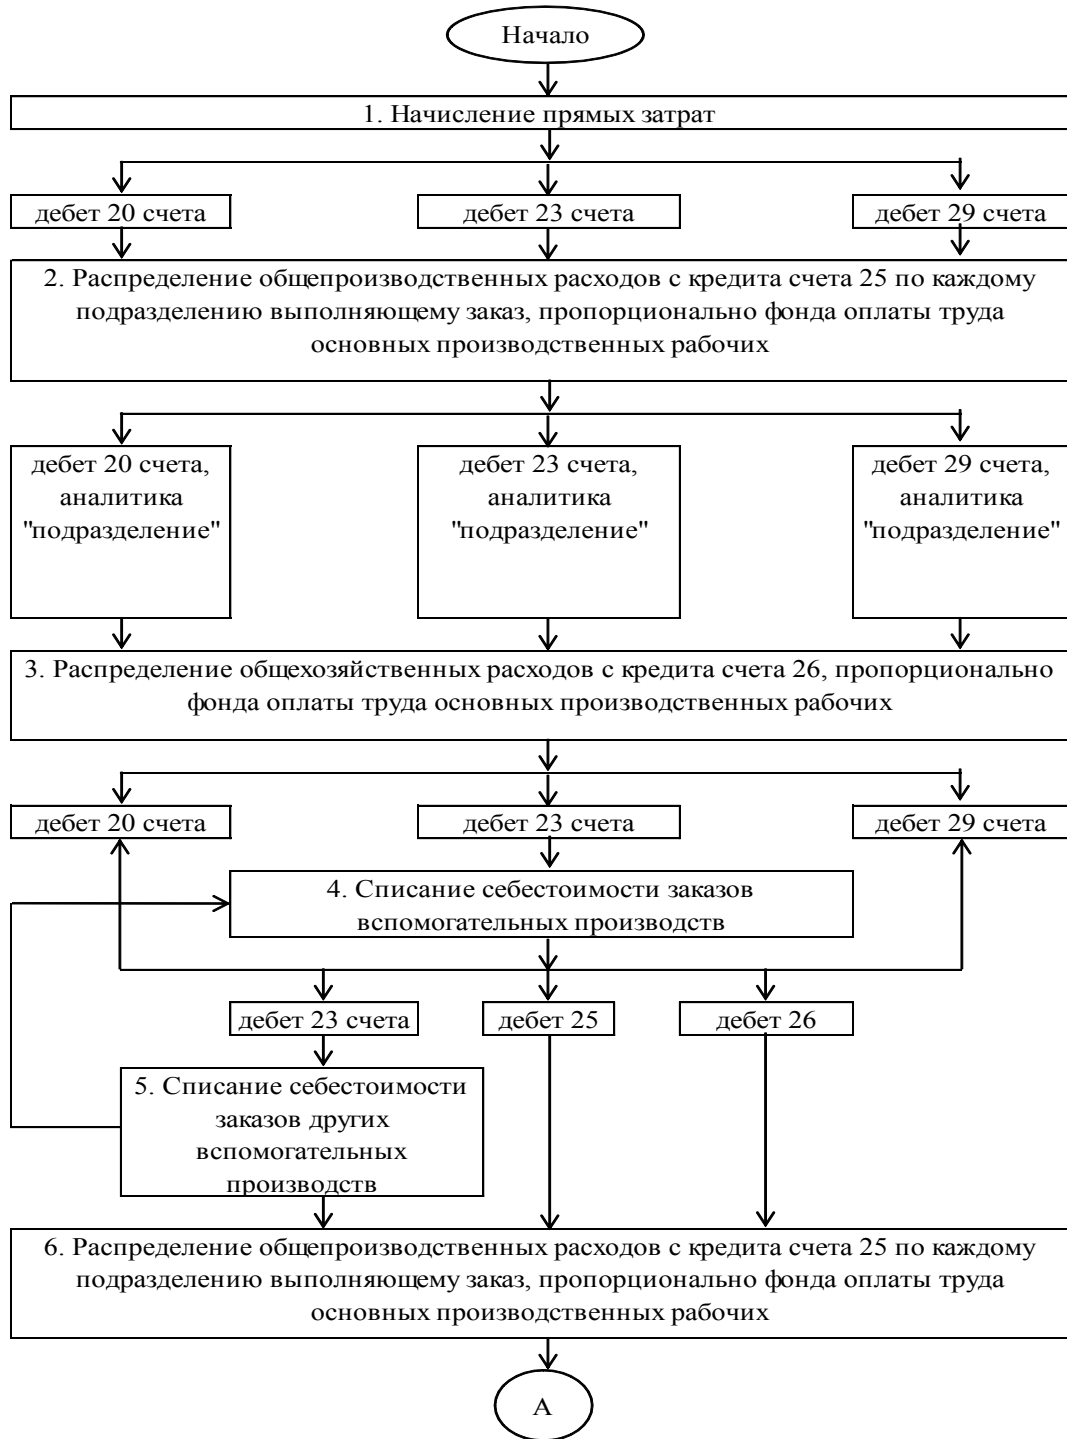 Начало
1. Начисление прямых затрат
дебет 20 счета
дебет 23 счета
дебет 29 счета
2. Распределение общепроизводственных расходов с кредита счета 25 по каждому
подразделению выполняющему заказ, пропорционально фонда оплаты труда
основных производственных рабочих
дебет 20 счета,
аналитика
"подразделение"
дебет 23 счета,
аналитика
"подразделение"
дебет 29 счета,
аналитика
"подразделение"
3. Распределение общехозяйственных расходов с кредита счета 26, пропорционально
фонда оплаты труда основных производственных рабочих
дебет 20 счета
дебет 23 счета
дебет 29 счета
4. Списание себестоимости заказов
вспомогательных производств
дебет 23 счета
дебет 25
дебет 26
5. Списание себестоимости
заказов других
вспомогательных
производств
6. Распределение общепроизводственных расходов с кредита счета 25 по каждому
подразделению выполняющему заказ, пропорционально фонда оплаты труда
основных производственных рабочих
А